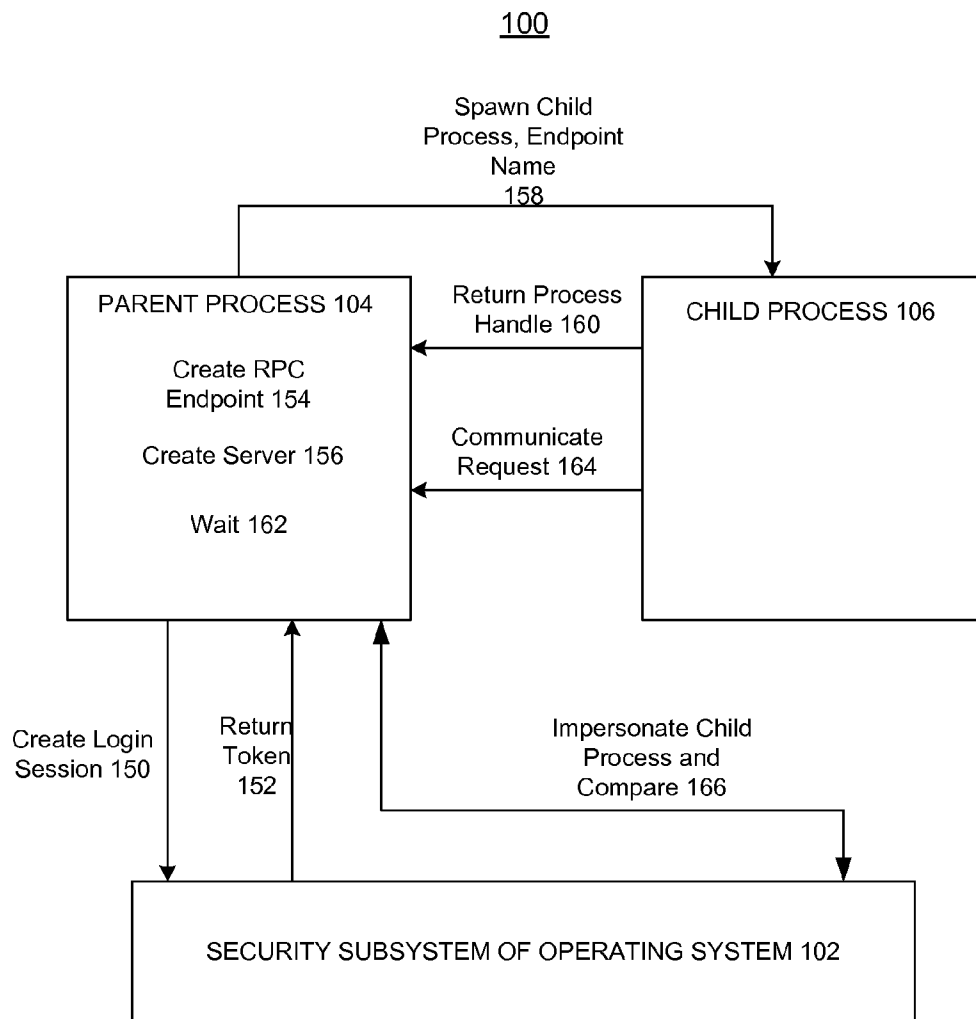 100
Spawn Child
Process, Endpoint
Name
158
PARENT PROCESS 104
Create RPC
Endpoint 154
Create Server 156
Wait 162
Return Process
Handle 160
Communicate
Request 164
CHILD PROCESS 106
Create Login
Session 150
Return
Token
152
Impersonate Child
Process and
Compare 166
SECURITY SUBSYSTEM OF OPERATING SYSTEM 102